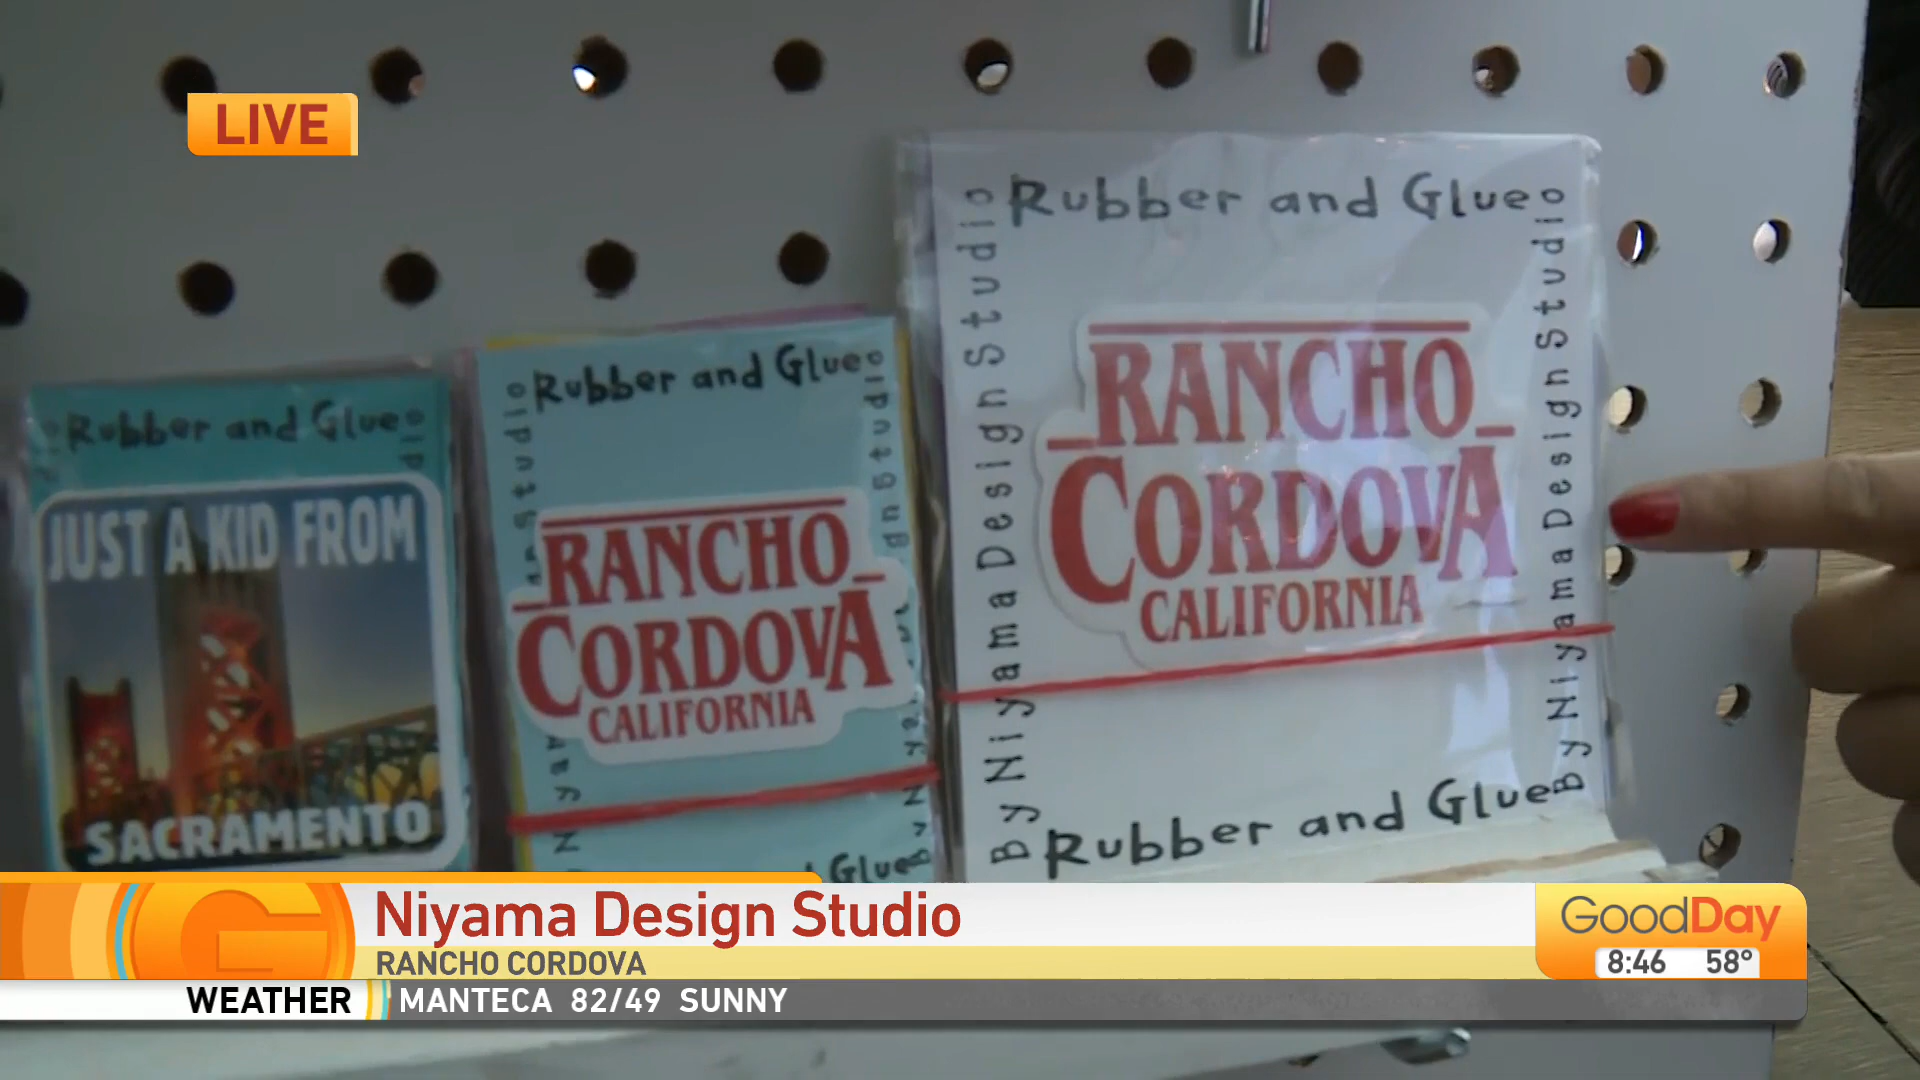 LIVE
Rubber and Glue
By Niyama Design Studio
By Niyama Design Studio
RANCHO
CORDOVA
CALIFORNIA
Rubber and Glue
Rubber and Glue
RANCHO
CORDOVA
CALIFORNIA
Glue
Rubber and Glue
JUST A KID FROM
SACRAMENTO
Niyama Design Studio
RANCHO CORDOVA
GoodDay
8:46 58°
WEATHER MANTECA 82/49 SUNNY